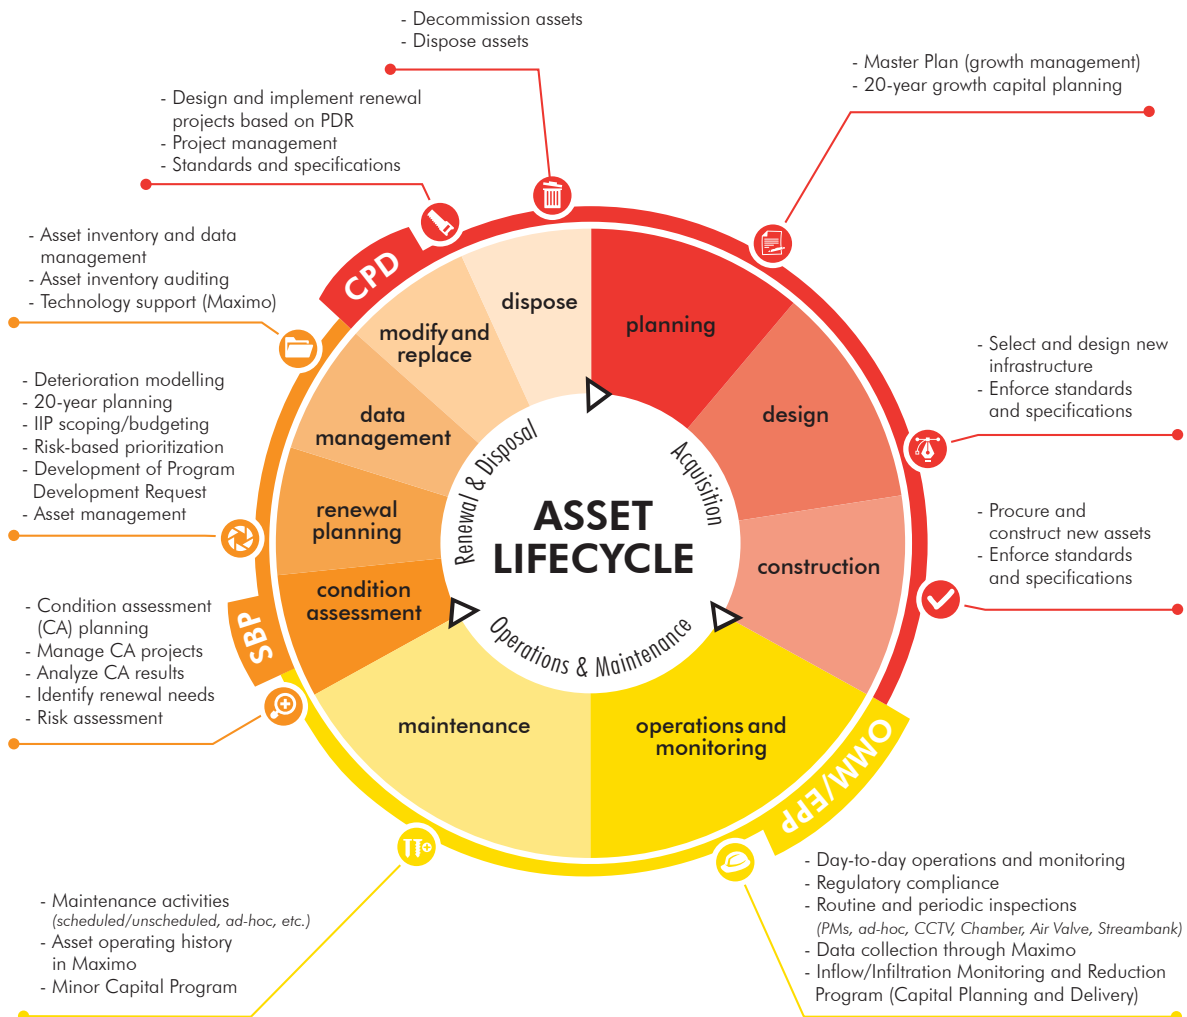 - Decommission assets
- Dispose assets
- Master Plan (growth management)
- 20-year growth capital planning
- Design and implement renewal
projects based on PDR
- Project management
- Standards and specifications
- Asset inventory and data
management
- Asset inventory auditing
- Technology support (Maximo)
- Deterioration modelling
- 20-year planning
- IIP scoping/budgeting
- Risk-based prioritization
- Development of Program
Development Request
- Asset management
- Condition assessment
(CA) planning
- Manage CA projects
- Analyze CA results
- Identify renewal needs
- Risk assessment
- Select and design new
infrastructure
- Enforce standards
and specifications
- Procure and
construct new assets
- Enforce standards
and specifications
CPD
SBP
OMM/EPP
dispose
planning
modify and
replace
design
data
management
renewal
planning
construction
condition
assessment
maintenance
operations and
monitoring
Renewal & Disposal
Acquisition
Operations & Maintenance
ASSET
LIFECYCLE
- Maintenance activities
(scheduled/unscheduled, ad-hoc, etc.)
- Asset operating history
in Maximo
- Minor Capital Program
- Day-to-day operations and monitoring
- Regulatory compliance
- Routine and periodic inspections
(PMs, ad-hoc, CCTV, Chamber, Air Valve, Streambank)
- Data collection through Maximo
- Inflow/Infiltration Monitoring and Reduction
Program (Capital Planning and Delivery)